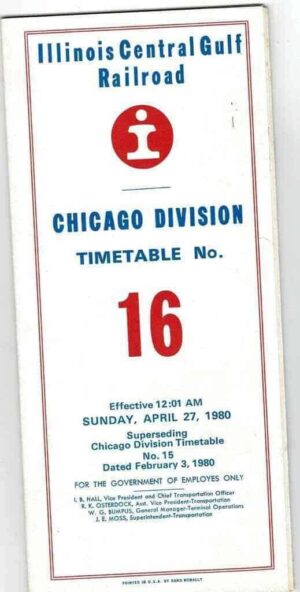 Illinois Central Gulf
Railroad
i
CHICAGO DIVISION
TIMETABLE No.
16
Effective 12:01 AM
SUNDAY, APRIL 27, 1980
Superseding
Chicago Division Timetable
No. 15
Dated February 3, 1980
FOR THE GOVERNMENT OF EMPLOYES ONLY
I. B. HALL, Vice President and Chief Transportation Officer
R. K. OSTERDOCK, Asst. Vice President-Transportation
W. G. BUMPUS, General Manager-Terminal Operations
J. E. MOSS, Superintendent-Transportation
PRINTED IN U.S.A. BY RAND McNALLY